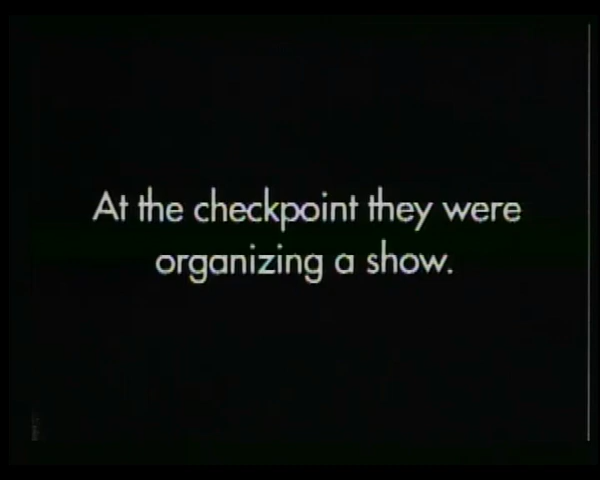 At the checkpoint they were
organizing a show.